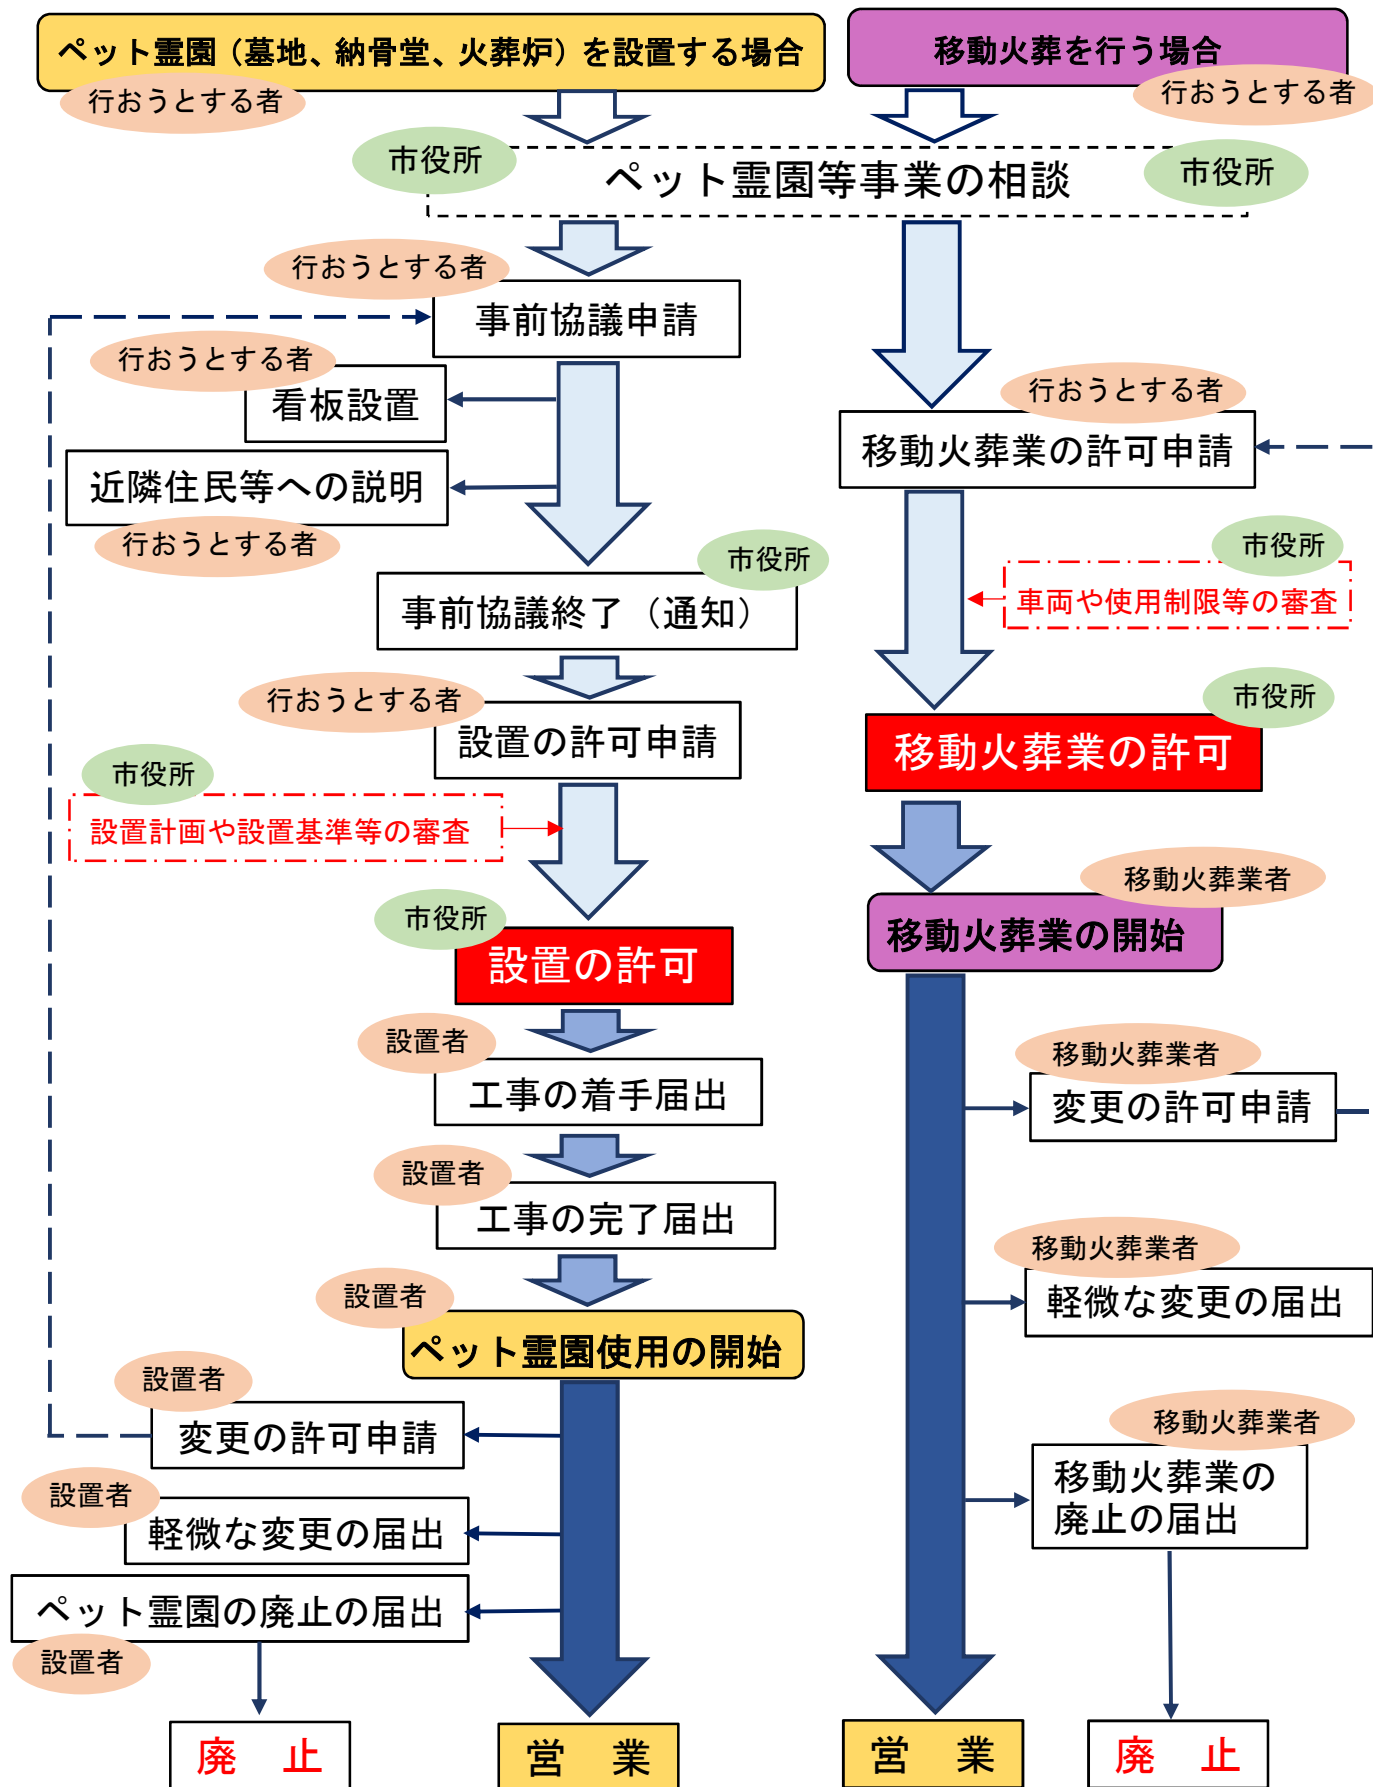 ペット霊園（墓地、納骨堂、火葬炉）を設置する場合
行おうとする者
移動火葬を行う場合
行おうとする者
市役所
ペット霊園等事業の相談
市役所
行おうとする者
事前協議申請
行おうとする者
看板設置
近隣住民等への説明
行おうとする者
市役所
事前協議終了（通知）
行おうとする者
設置の許可申請
市役所
設置計画や設置基準等の審査
市役所
設置の許可
設置者
工事の着手届出
設置者
工事の完了届出
設置者
ペット霊園使用の開始
設置者
変更の許可申請
設置者
軽微な変更の届出
ペット霊園の廃止の届出
設置者
廃　止
営　業
行おうとする者
移動火葬業の許可申請
市役所
車両や使用制限等の審査
市役所
移動火葬業の許可
移動火葬業者
移動火葬業の開始
移動火葬業者
変更の許可申請
移動火葬業者
軽微な変更の届出
移動火葬業者
移動火葬業の
廃止の届出
営　業
廃　止